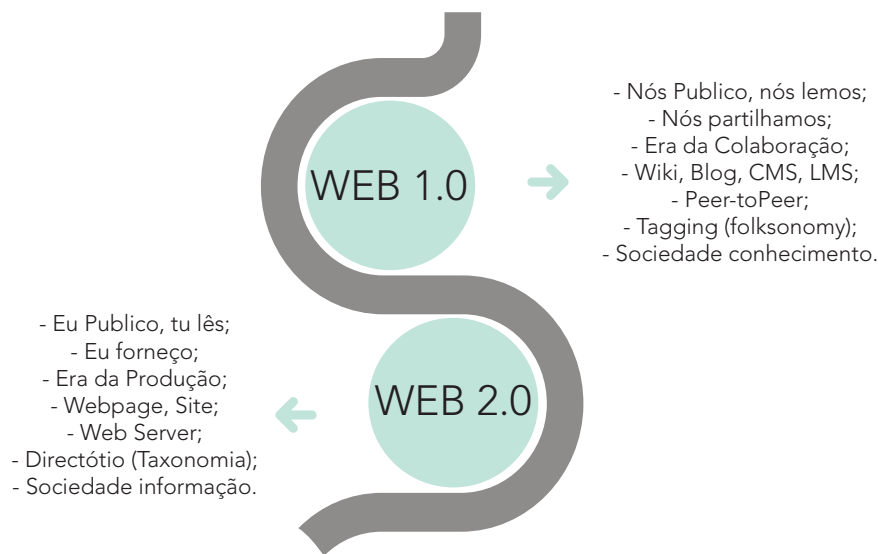 WEB 1.0
- Nós Publico, nós lemos;
- Nós partilhamos;
- Era da Colaboração;
- Wiki, Blog, CMS, LMS;
- Peer-toPeer;
- Tagging (folksonomy);
- Sociedade conhecimento.
WEB 2.0
- Eu Publico, tu lês;
- Eu forneço;
- Era da Produção;
- Webpage, Site;
- Web Server;
- Directótio (Taxonomia);
- Sociedade informação.